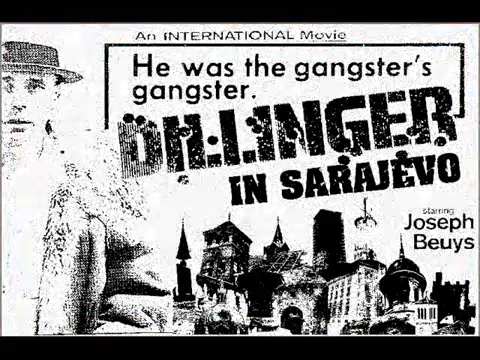 An INTERNATIONAL Movie
He was the gangster's
gangster.
DILLINGER
IN SARAJEVO
starring
Joseph
Beuys